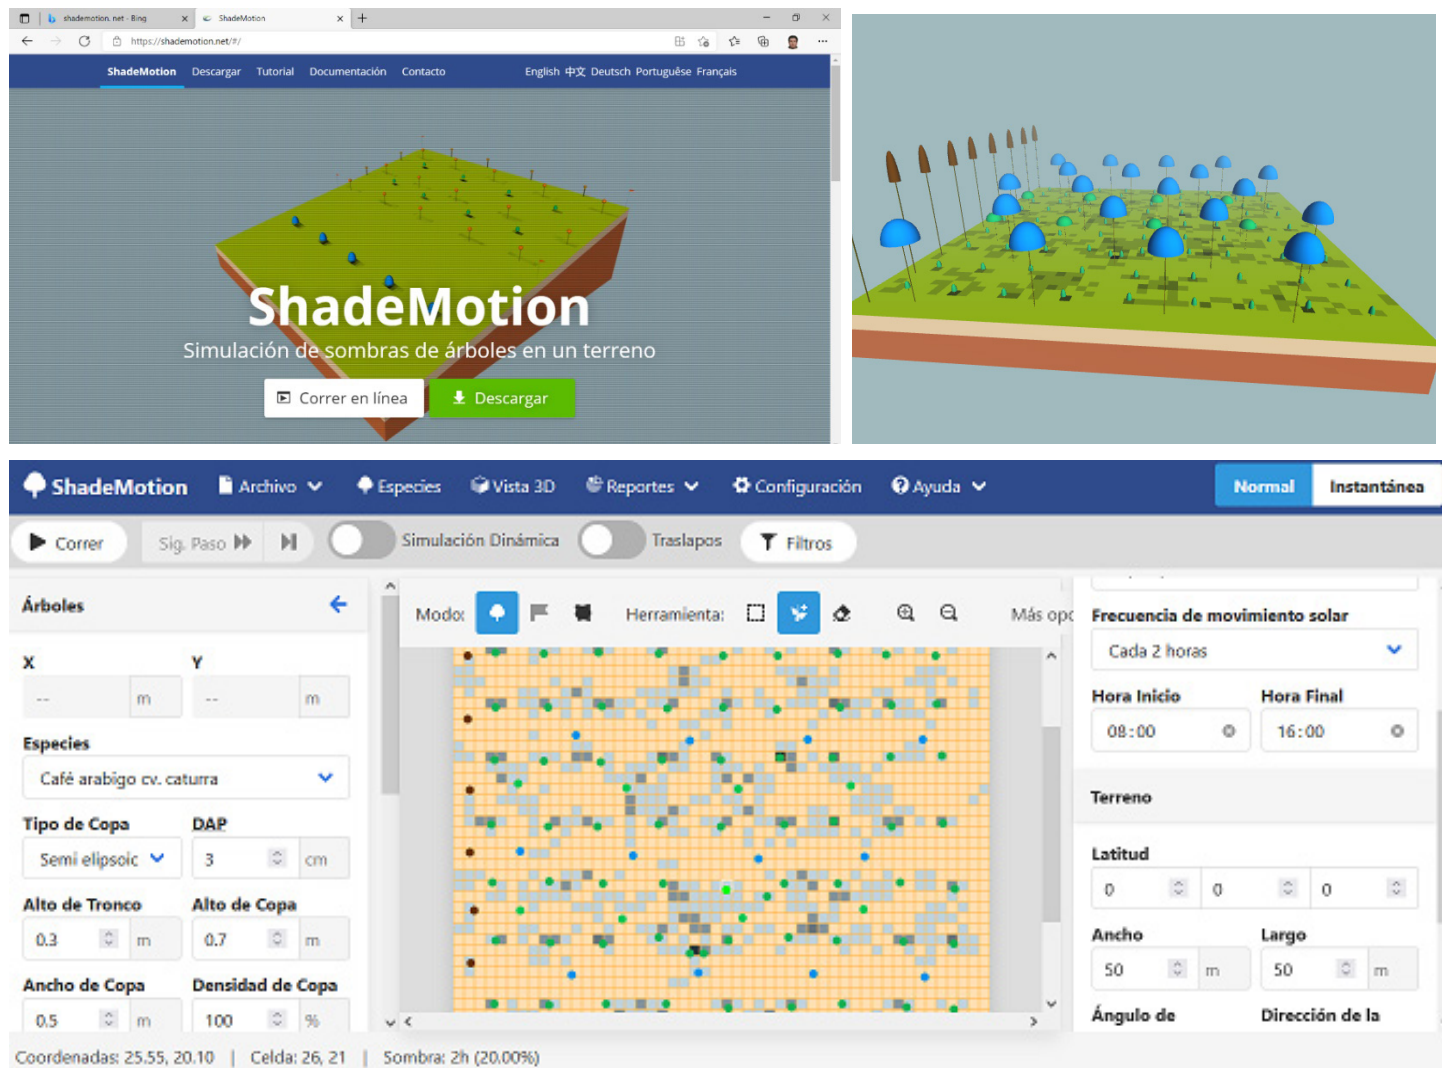 shademotion. net - Bing
ShadeMotion
https://shademotion.net/#/
ShadeMotion Descargar Tutorial Documentación Contacto English 中文 Deutsch Portuguêse Français
ShadeMotion
Simulación de sombras de árboles en un terreno
Correr en línea Descargar
ShadeMotion Archivo Especies Vista 3D Reportes Configuración Ayuda Normal Instantánea
Correr Sig. Paso Simulación Dinámica Traslapos Filtros
Árboles
X Y
-- m -- m
Especies
Café arabigo cv. caturra
Tipo de Copa DAP
Semi elipsoic 3 cm
Alto de Tronco Alto de Copa
0.3 m 0.7 m
Ancho de Copa Densidad de Copa
0.5 m 100 %
Modo: Herramienta: Más opc
Frecuencia de movimiento solar
Cada 2 horas
Hora Inicio Hora Final
08:00 16:00
Terreno
Latitud
0 0 0
Ancho Largo
50 m 50 m
Ángulo de Dirección de la
Coordenadas: 25.55, 20.10 | Celda: 26, 21 | Sombra: 2h (20.00%)